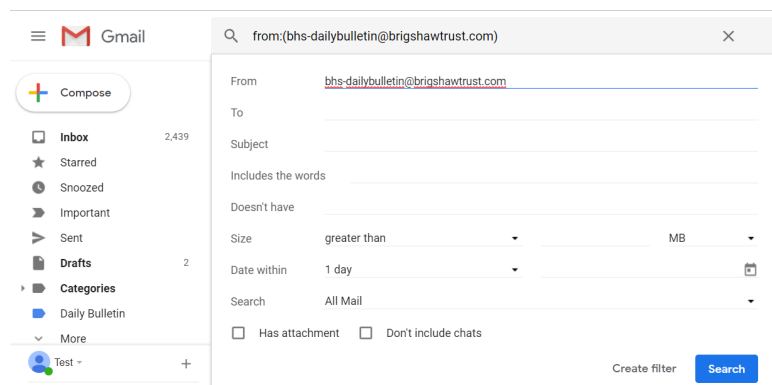 Gmail
from:(bhs-dailybulletin@brigshawtrust.com)
Compose
Inbox 2,439
Starred
Snoozed
Important
Sent
Drafts 2
Categories
Daily Bulletin
More
Test
From bhs-dailybulletin@brigshawtrust.com
To
Subject
Includes the words
Doesn't have
Size greater than MB
Date within 1 day
Search All Mail
Has attachment Don't include chats
Create filter Search